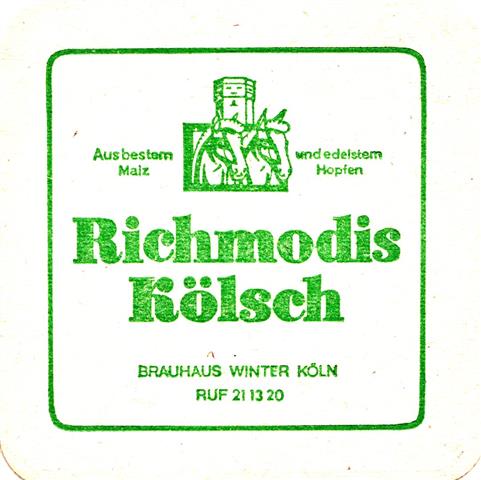 Aus bestem
Malz
und edelstem
Hopfen
Richmodis
Kölsch
BRAUHAUS WINTER KÖLN
RUF 21 13 20